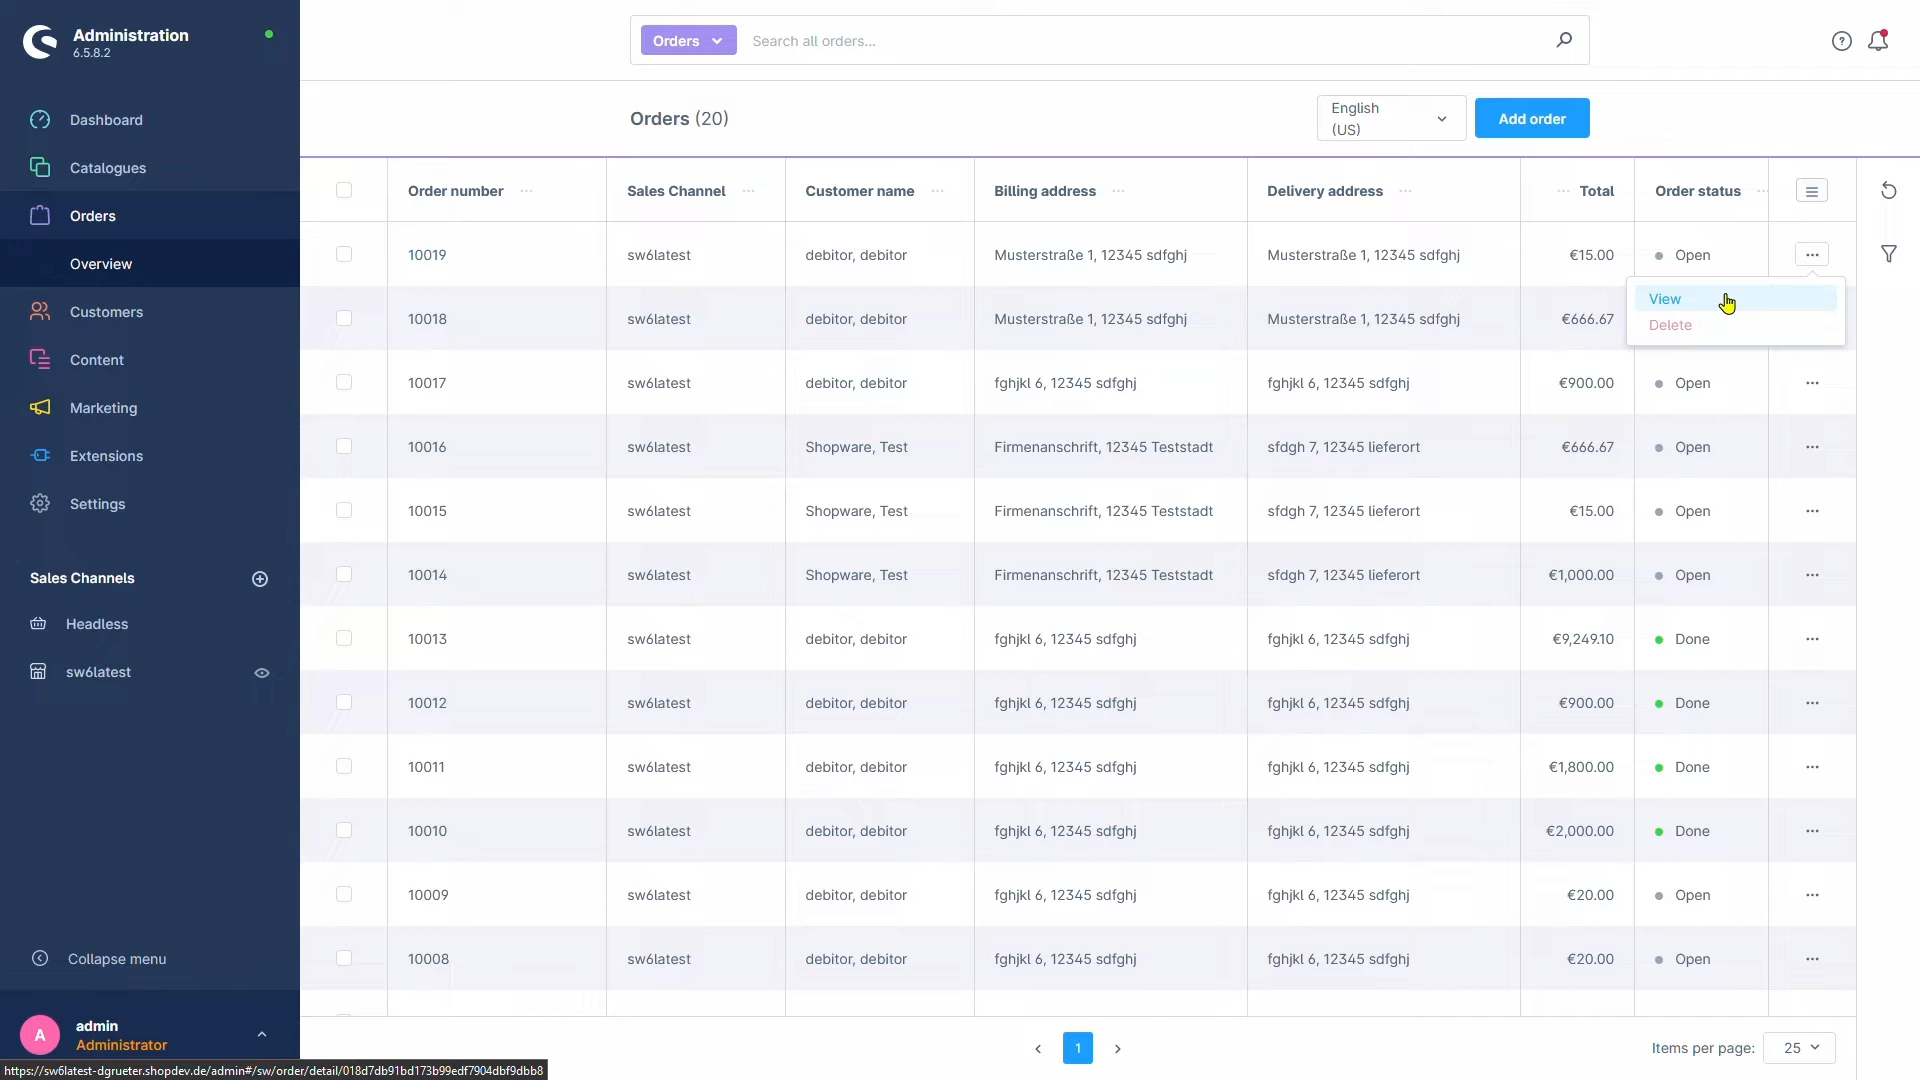 Administration
6.5.8.2
Dashboard
Catalogues
Orders
Overview
Customers
Content
Marketing
Extensions
Settings
Sales Channels
Headless
sw6latest
Collapse menu
A
admin
Administrator
https://sw6latest-dgrueter.shopdev.de/admin#/sw/order/detail/018d7db91bd173b99edf7904dbf9dbb8
Orders
Search all orders...
Orders (20)
English
(US)
Add order
Order number Sales Channel Customer name Billing address Delivery address Total Order status
10019 sw6latest debitor, debitor Musterstraße 1, 12345 sdfghj Musterstraße 1, 12345 sdfghj €15.00 Open
View
Delete
10018 sw6latest debitor, debitor Musterstraße 1, 12345 sdfghj Musterstraße 1, 12345 sdfghj €666.67
10017 sw6latest debitor, debitor fghjkl 6, 12345 sdfghj fghjkl 6, 12345 sdfghj €900.00 Open
10016 sw6latest Shopware, Test Firmenanschrift, 12345 Teststadt sfdgh 7, 12345 lieferort €666.67 Open
10015 sw6latest Shopware, Test Firmenanschrift, 12345 Teststadt sfdgh 7, 12345 lieferort €15.00 Open
10014 sw6latest Shopware, Test Firmenanschrift, 12345 Teststadt sfdgh 7, 12345 lieferort €1,000.00 Open
10013 sw6latest debitor, debitor fghjkl 6, 12345 sdfghj fghjkl 6, 12345 sdfghj €9,249.10 Done
10012 sw6latest debitor, debitor fghjkl 6, 12345 sdfghj fghjkl 6, 12345 sdfghj €900.00 Done
10011 sw6latest debitor, debitor fghjkl 6, 12345 sdfghj fghjkl 6, 12345 sdfghj €1,800.00 Done
10010 sw6latest debitor, debitor fghjkl 6, 12345 sdfghj fghjkl 6, 12345 sdfghj €2,000.00 Done
10009 sw6latest debitor, debitor fghjkl 6, 12345 sdfghj fghjkl 6, 12345 sdfghj €20.00 Open
10008 sw6latest debitor, debitor fghjkl 6, 12345 sdfghj fghjkl 6, 12345 sdfghj €20.00 Open
1
Items per page: 25